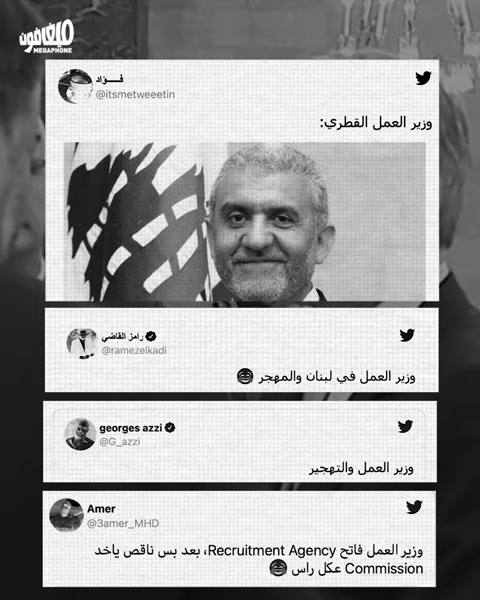 ميغافون
MEGAPHONE
فـــؤاد
@itsmetweeetin
وزير العمل القطري:
رامز القاضي
@ramezelkadi
وزير العمل في لبنان والمهجر 😂
georges azzi
@G_azzi
وزير العمل والتهجير
Amer
@3amer_MHD
وزير العمل فاتح Recruitment Agency، بعد بس ناقص ياخد
Commission عكل راس 😂